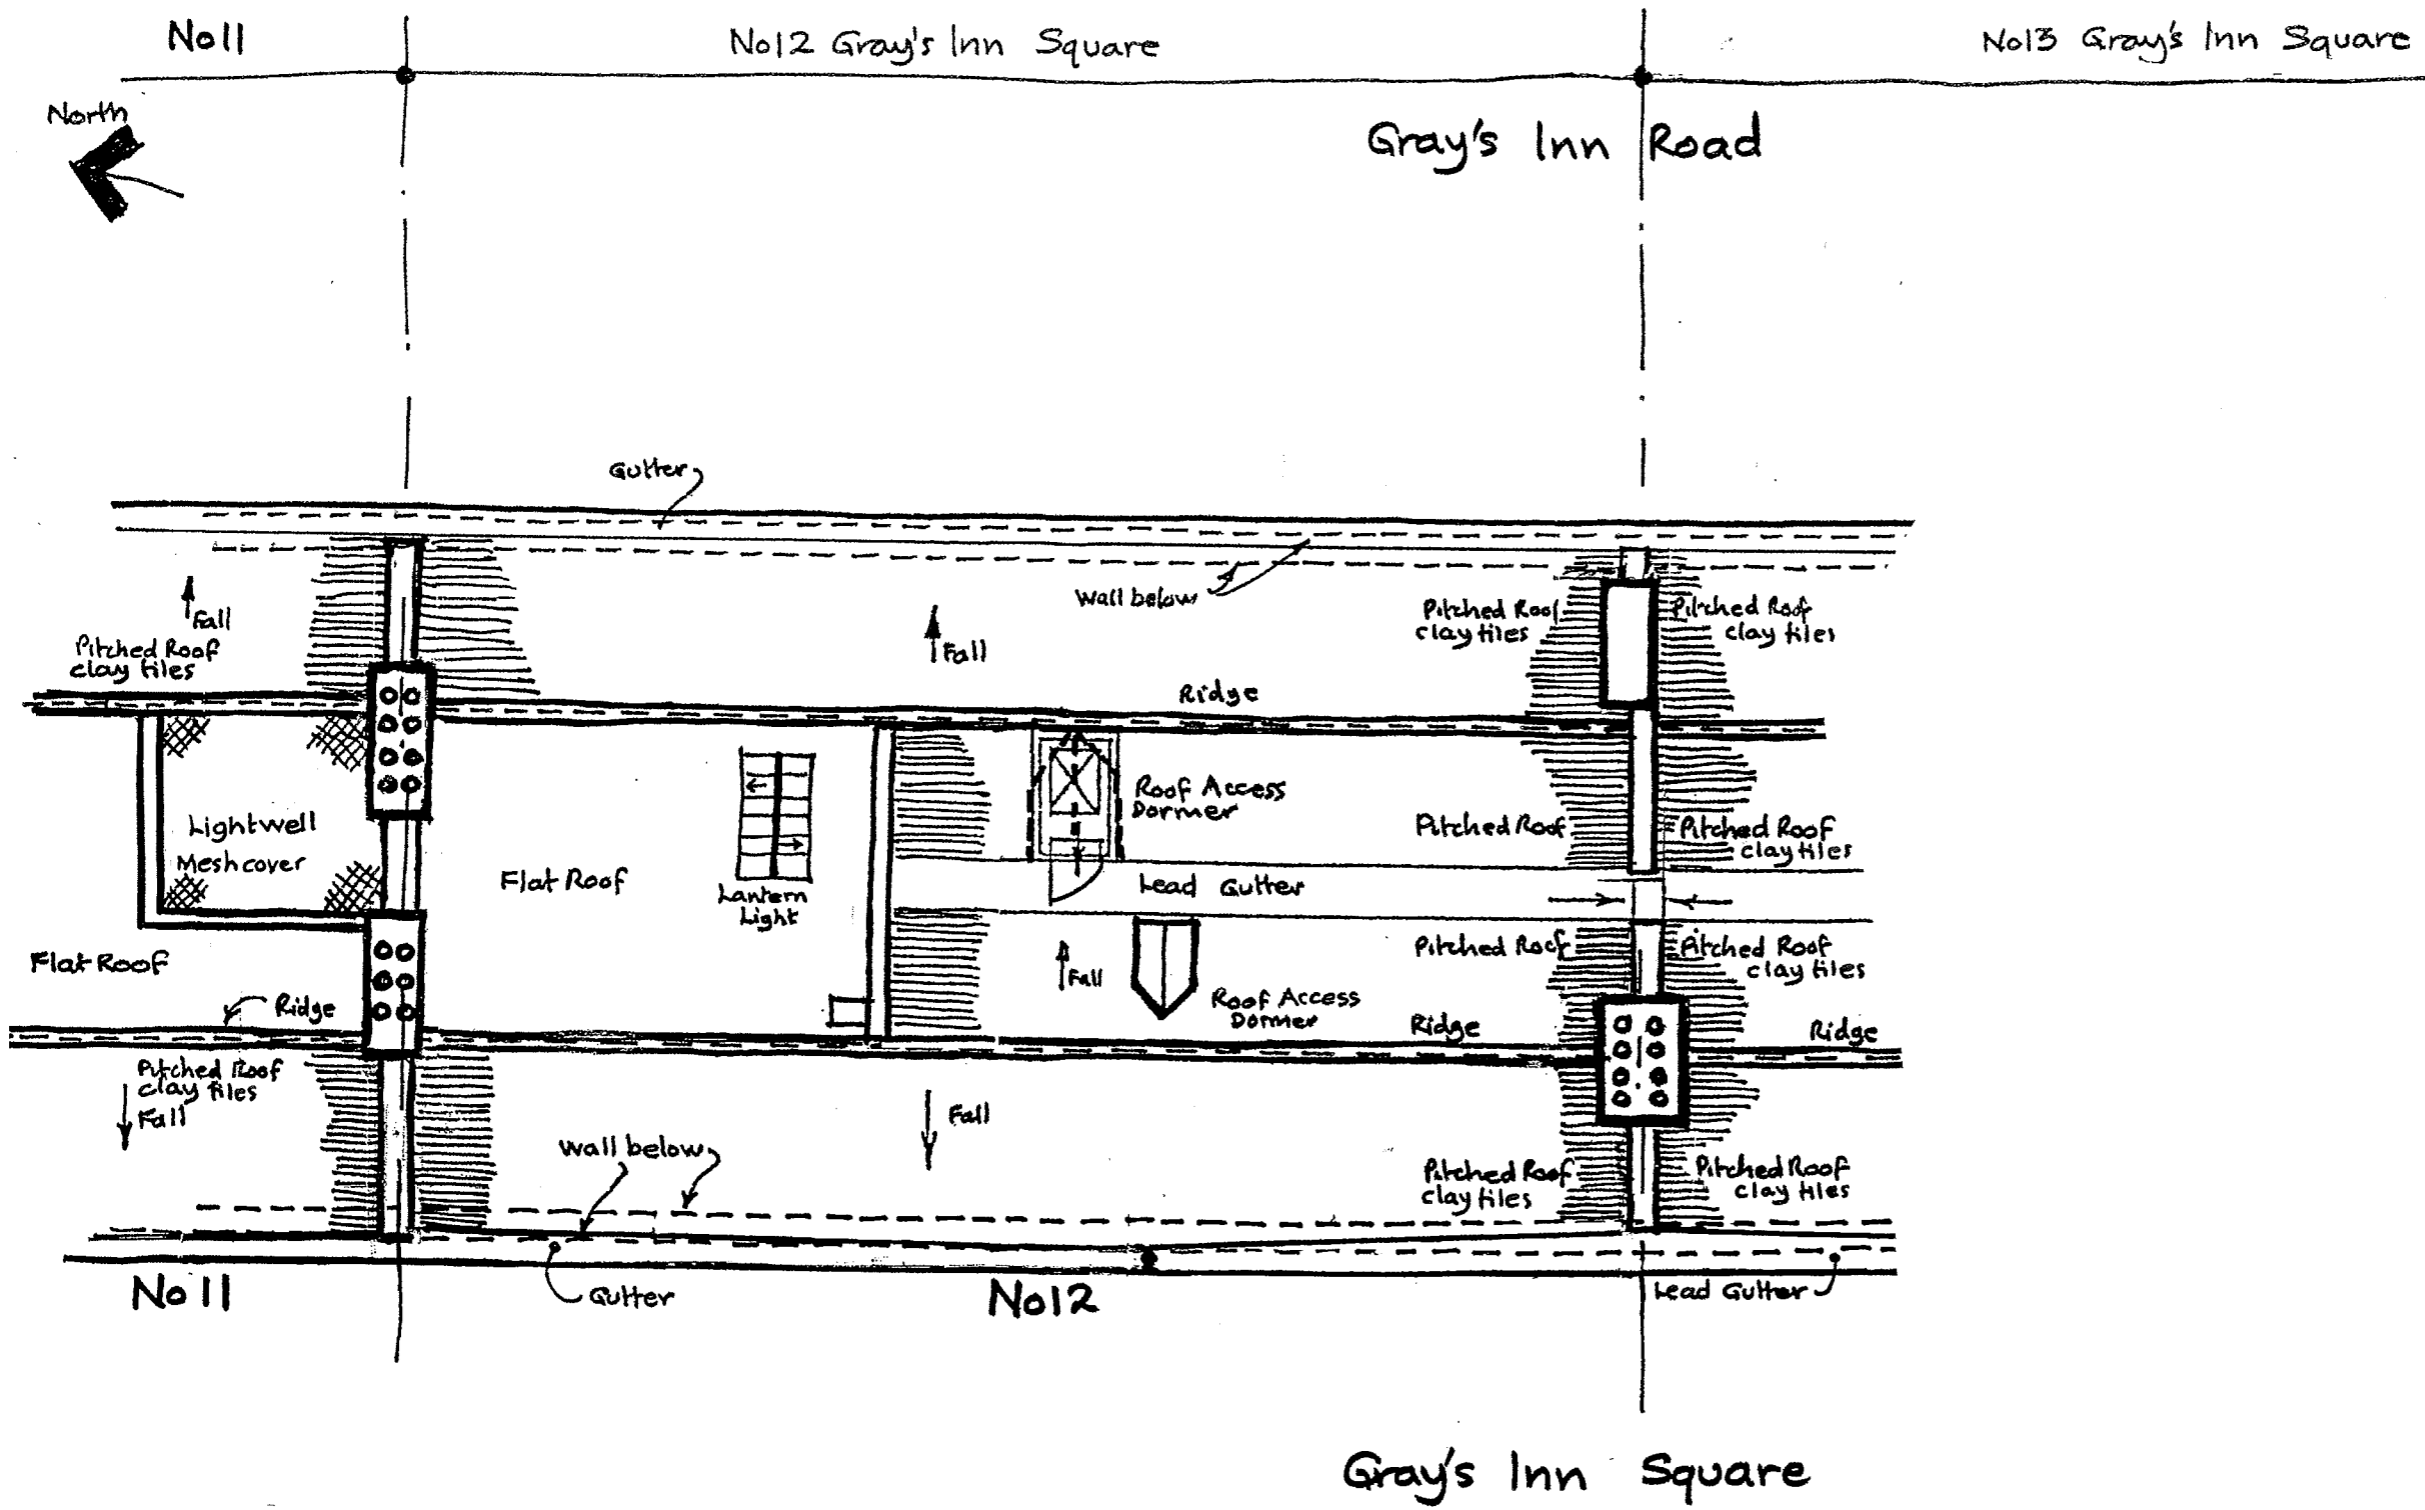 No11
No12 Gray's Inn Square
No13 Gray's Inn Square
North
Gray's Inn Road
Gutter
Wall below
Fall
Pitched Roof
clay tiles
Fall
Pitched Roof
clay tiles
Pitched Roof
clay tiles
Ridge
Roof Access
Dormer
Lightwell
Mesh cover
Flat Roof
Lantern
Light
Pitched Roof
Pitched Roof
clay tiles
Lead Gutter
Flat Roof
Ridge
Fall
Roof Access
Dormer
Pitched Roof
Pitched Roof
clay tiles
Ridge
Ridge
Pitched Roof
clay tiles
Fall
Fall
Wall below
Pitched Roof
clay tiles
Pitched Roof
clay tiles
No11
Gutter
No12
Lead Gutter
Gray's Inn Square